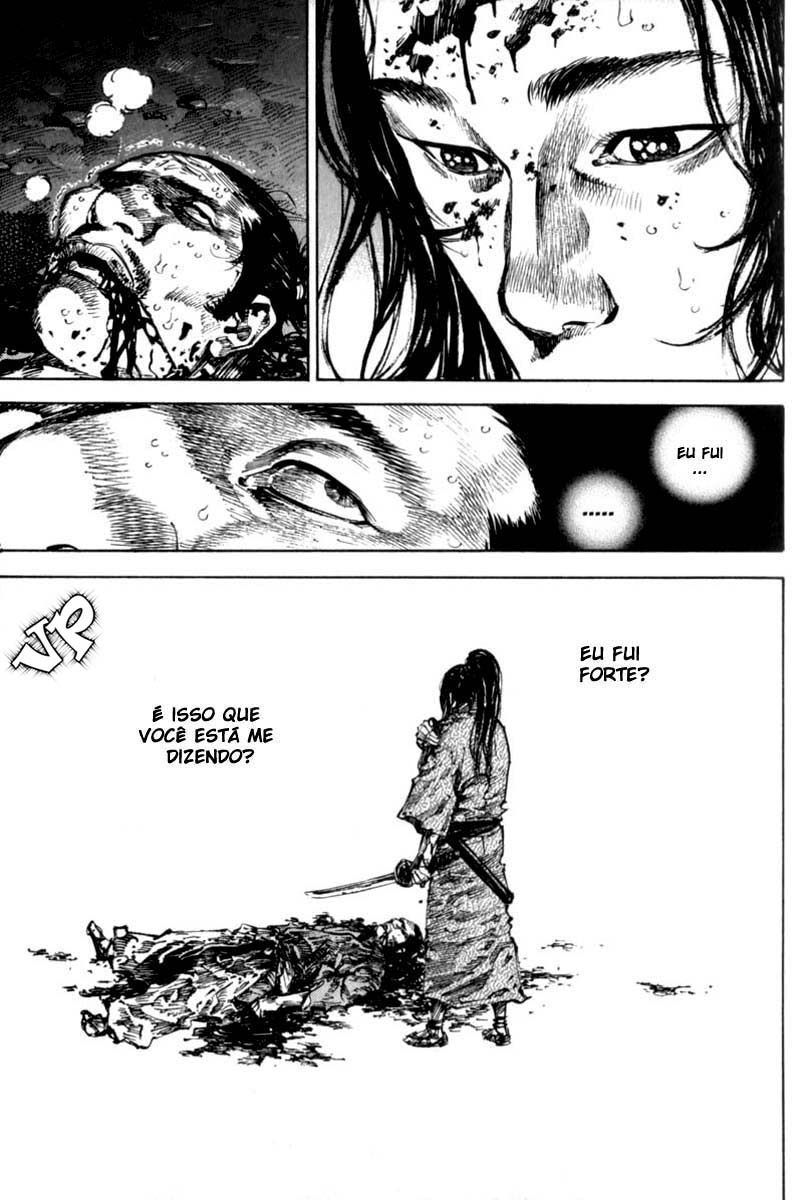 EU FUI
...
.....
EU FUI
FORTE?
É ISSO QUE
VOCÊ ESTÁ ME
DIZENDO?
VP